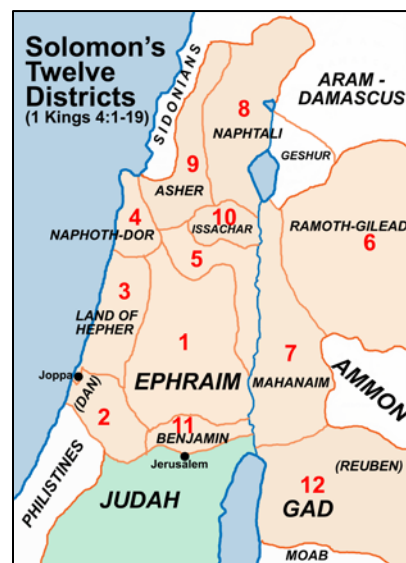 Solomon's
Twelve
Districts
(1 Kings 4:1-19)
SIDONIANS
ARAM -
DAMASCUS
8
NAPHTALI
GESHUR
9
ASHER
4
NAPHOTH-DOR
10
ISSACHAR
RAMOTH-GILEAD
6
5
3
LAND OF
HEPHER
1
EPHRAIM
7
MAHANAIM
AMMON
Joppa
(DAN)
2
11
BENJAMIN
Jerusalem
PHILISTINES
JUDAH
(REUBEN)
12
GAD
MOAB